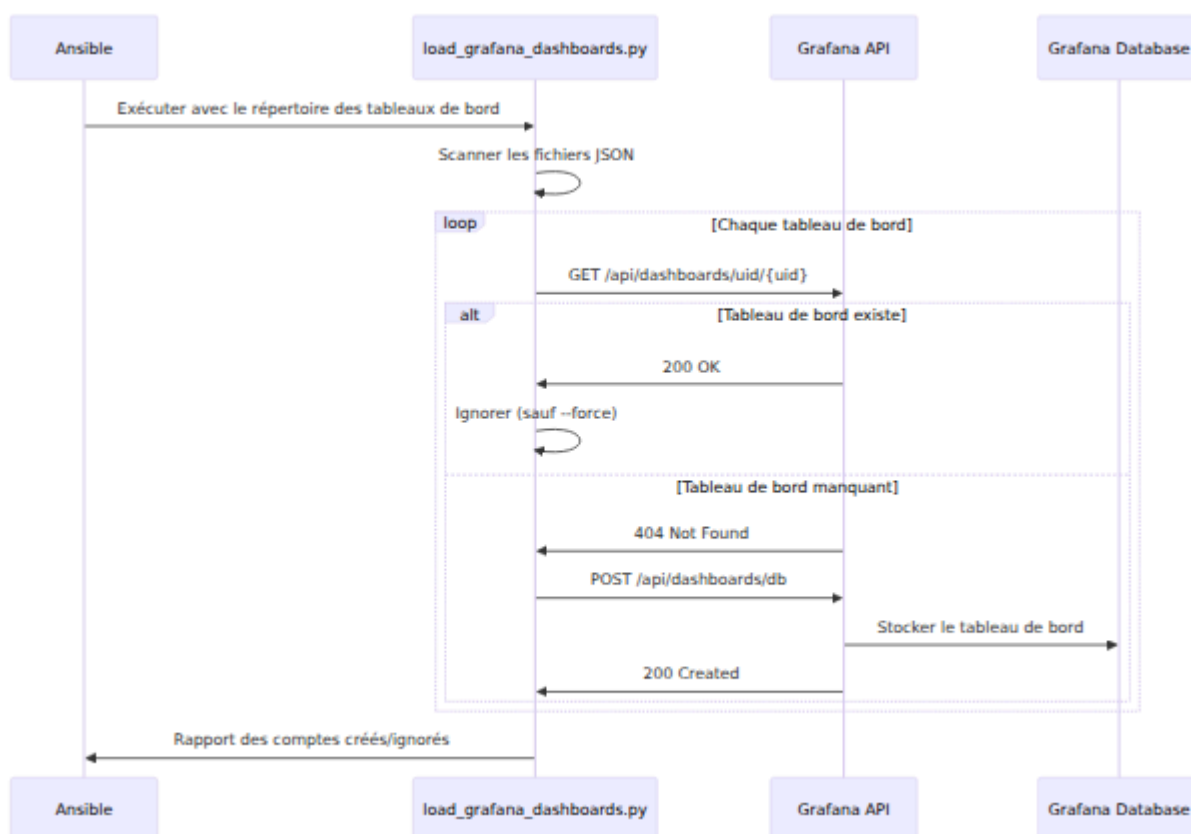 Ansible
load_grafana_dashboards.py
Grafana API
Grafana Database
Exécuter avec le répertoire des tableaux de bord
Scanner les fichiers JSON
loop
[Chaque tableau de bord]
GET /api/dashboards/uid/{uid}
alt
[Tableau de bord existe]
200 OK
Ignorer (sauf --force)
[Tableau de bord manquant]
404 Not Found
POST /api/dashboards/db
Stocker le tableau de bord
200 Created
Rapport des comptes créés/ignorés
Ansible
load_grafana_dashboards.py
Grafana API
Grafana Database